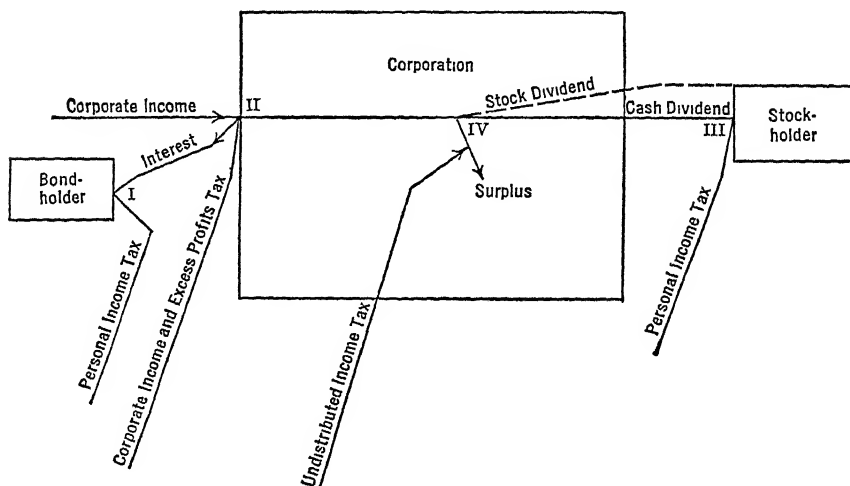 Corporation
Stock Dividend
Corporate Income
II
Cash Dividend
Stock-
holder
IV
III
Interest
Bond-
holder
I
Surplus
Personal Income Tax
Corporate Income and Excess Profits Tax
Undistributed Income Tax
Personal Income Tax